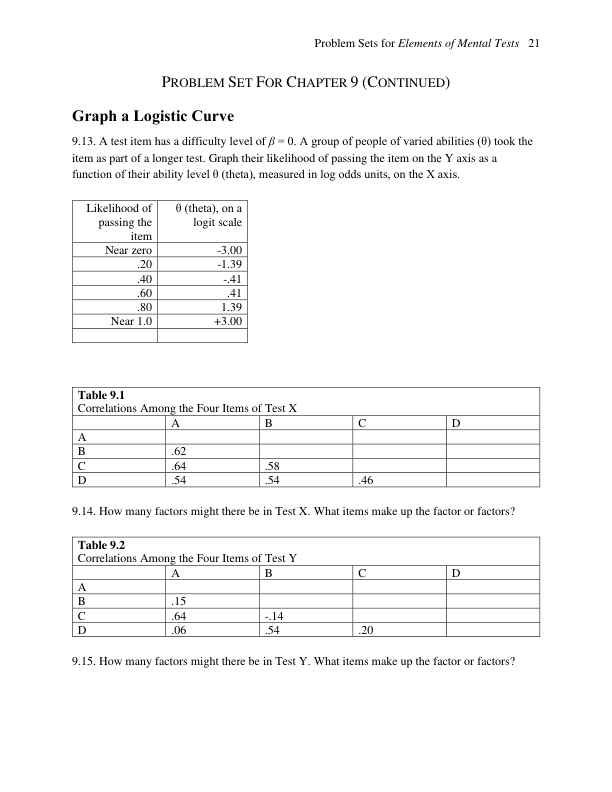 Problem Sets for Elements of Mental Tests 21
PROBLEM SET FOR CHAPTER 9 (CONTINUED)
Graph a Logistic Curve
9.13. A test item has a difficulty level of β = 0. A group of people of varied abilities (θ) took the
item as part of a longer test. Graph their likelihood of passing the item on the Y axis as a
function of their ability level θ (theta), measured in log odds units, on the X axis.
Likelihood of θ (theta), on a
passing the logit scale
item
Near zero -3.00
.20 -1.39
.40 -.41
.60 .41
.80 1.39
Near 1.0 +3.00
Table 9.1
Correlations Among the Four Items of Test X
A B C D
A
B .62
C .64 .58
D .54 .54 .46
9.14. How many factors might there be in Test X. What items make up the factor or factors?
Table 9.2
Correlations Among the Four Items of Test Y
A B C D
A
B .15
C .64 -.14
D .06 .54 .20
9.15. How many factors might there be in Test Y. What items make up the factor or factors?